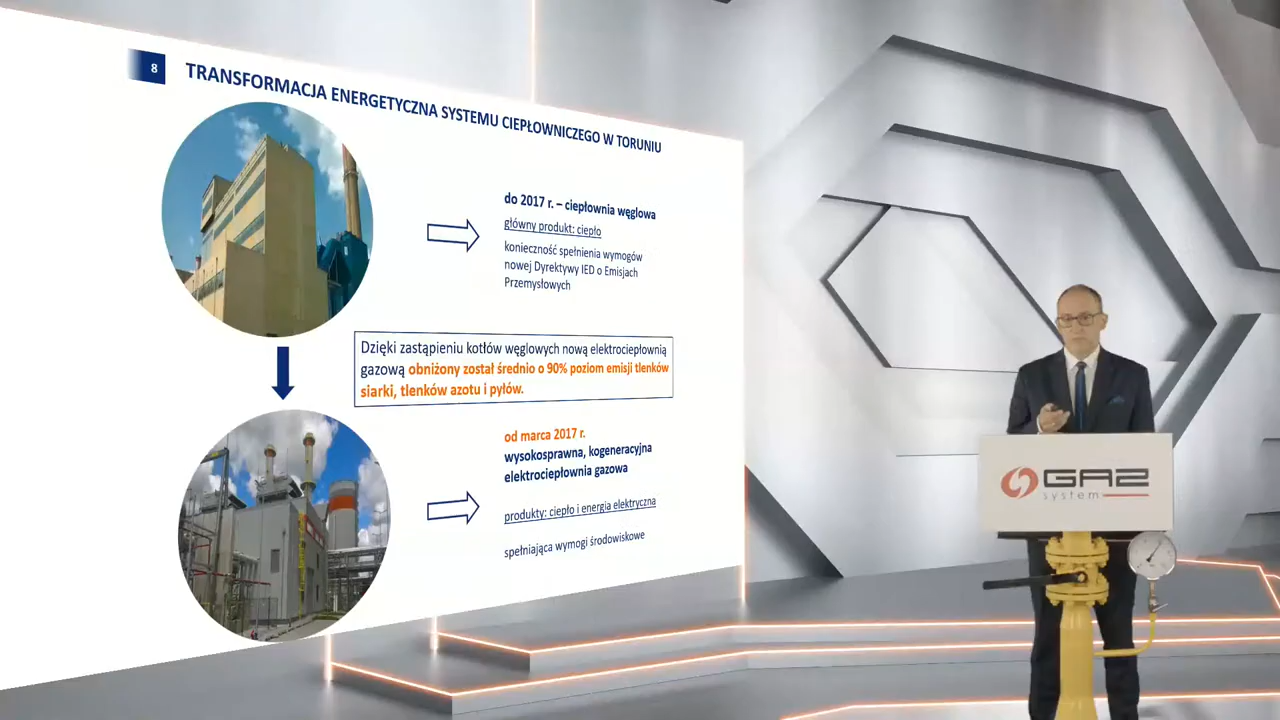 8
TRANSFORMACJA ENERGETYCZNA SYSTEMU CIEPŁOWNICZEGO W TORUNIU
do 2017 r. – ciepłownia węglowa
główny produkt: ciepło
konieczność spełnienia wymogów
nowej Dyrektywy IED o Emisjach
Przemysłowych
Dzięki zastąpieniu kotłów węglowych nową elektrociepłownią
gazową obniżony został średnio o 90% poziom emisji tlenków
siarki, tlenków azotu i pyłów.
od marca 2017 r.
wysokosprawna, kogeneracyjna
elektrociepłownia gazowa
produkty: ciepło i energia elektryczna
spełniająca wymogi środowiskowe
GAZ
system